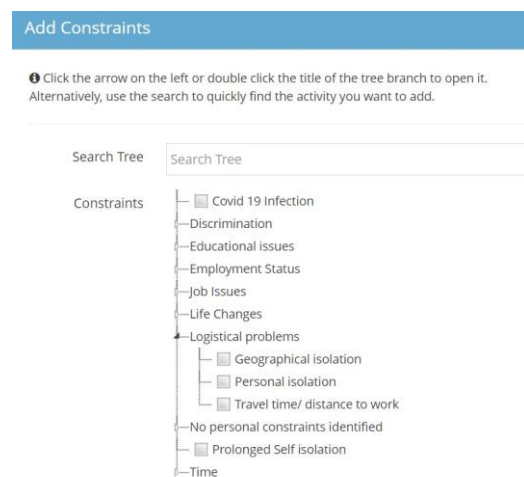 Add Constraints
Click the arrow on the left or double click the title of the tree branch to open it.
Alternatively, use the search to quickly find the activity you want to add.
Search Tree
Search Tree
Constraints
Covid 19 Infection
Discrimination
Educational issues
Employment Status
Job Issues
Life Changes
Logistical problems
Geographical isolation
Personal isolation
Travel time/ distance to work
No personal constraints identified
Prolonged Self isolation
Time